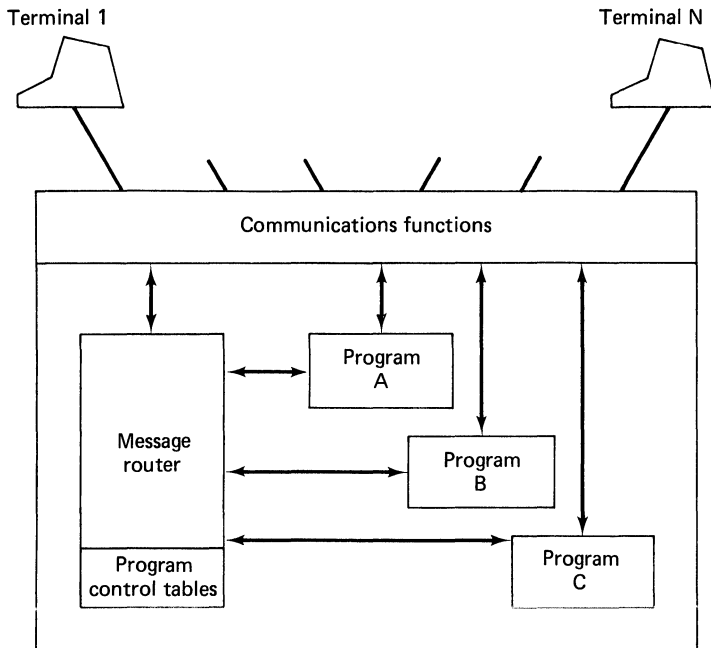 Terminal 1
Terminal N
Communications functions
Program
A
Message
router
Program
B
Program
control tables
Program
C